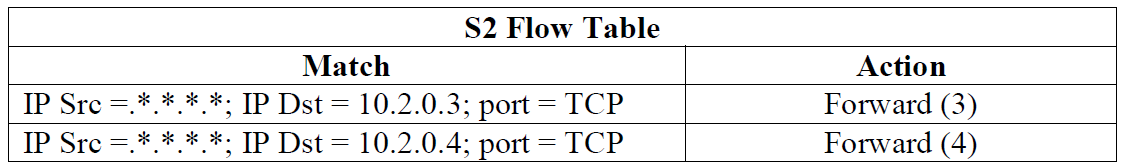 S2 Flow Table
Match Action
IP Src =.*.*.*.*; IP Dst = 10.2.0.3; port = TCP Forward (3)
IP Src =.*.*.*.*; IP Dst = 10.2.0.4; port = TCP Forward (4)